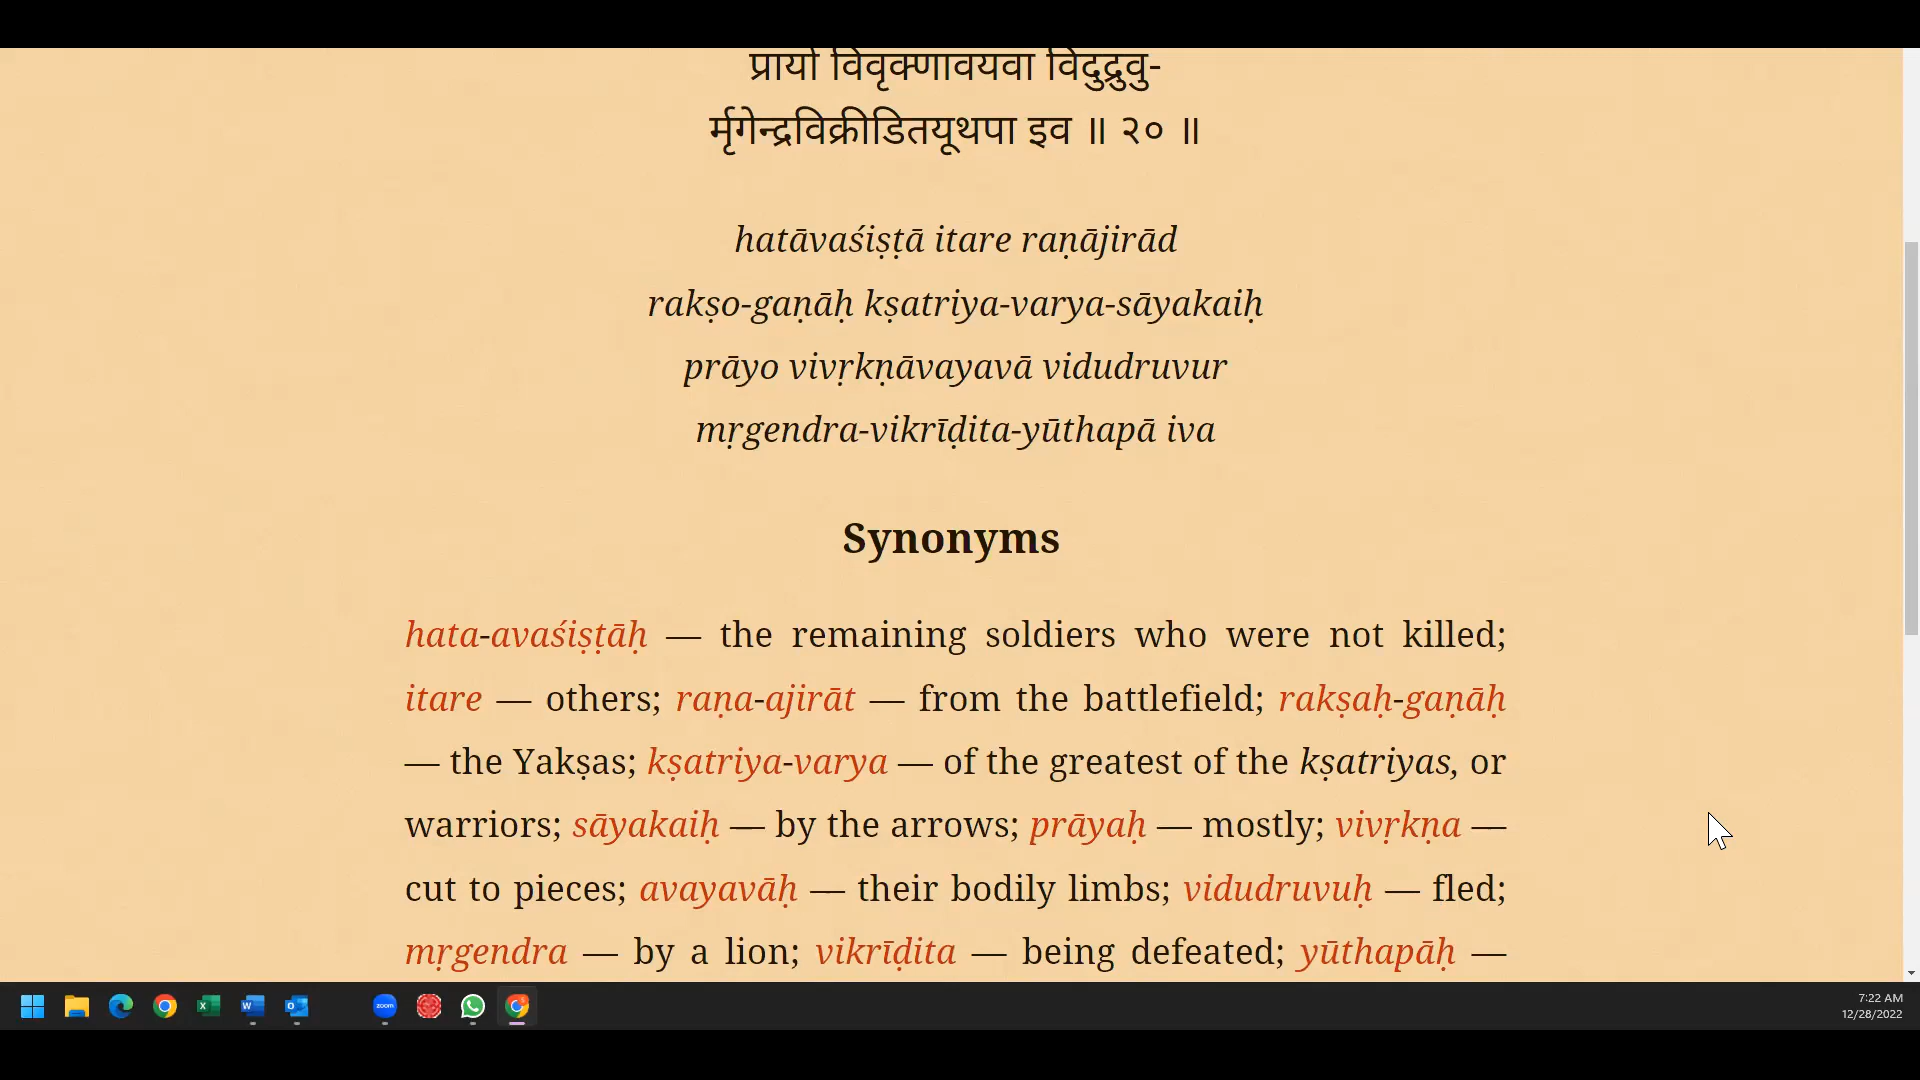 प्रायो विवृक्णावयवा विदुद्रुवु-
र्मृगेन्द्रविक्रीडितयूथपा इव ॥ २० ॥
hatāvaśiṣṭā itare raṇājirād
rakṣo-gaṇāḥ kṣatriya-varya-sāyakaiḥ
prāyo vivṛkṇāvayavā vidudruvur
mṛgendra-vikrīḍita-yūthapā iva
Synonyms
hata-avaśiṣṭāḥ — the remaining soldiers who were not killed;
itare — others; raṇa-ajirāt — from the battlefield; rakṣaḥ-gaṇāḥ
— the Yakṣas; kṣatriya-varya — of the greatest of the kṣatriyas, or
warriors; sāyakaiḥ — by the arrows; prāyaḥ — mostly; vivṛkṇa —
cut to pieces; avayavāḥ — their bodily limbs; vidudruvuḥ — fled;
mṛgendra — by a lion; vikrīḍita — being defeated; yūthapāḥ —
zoom
7:22 AM
12/28/2022